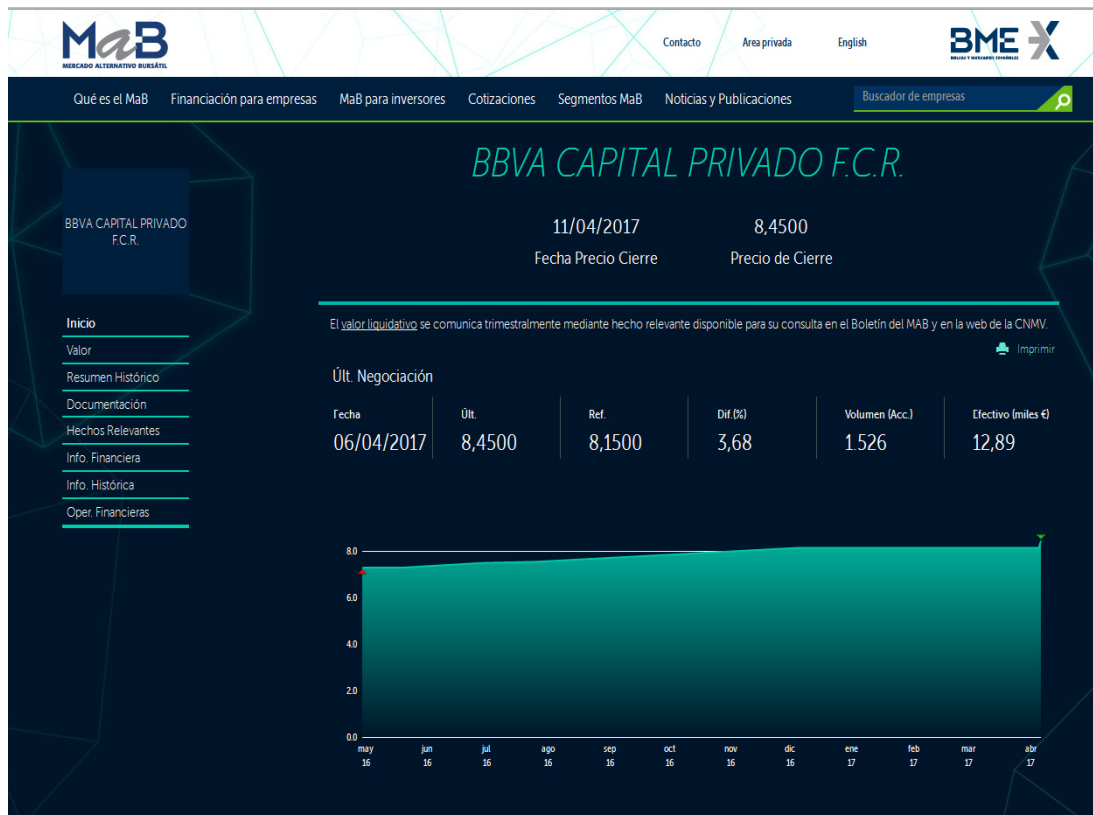 MaB
MERCADO ALTERNATIVO BURSÁTIL
Contacto Area privada English
BME X
BOLSAS Y MERCADOS ESPAÑOLES
Qué es el MaB Financiación para empresas MaB para inversores Cotizaciones Segmentos MaB Noticias y Publicaciones Buscador de empresas
BBVA CAPITAL PRIVADO F.C.R.
BBVA CAPITAL PRIVADO
F.C.R.
11/04/2017 8,4500
Fecha Precio Cierre Precio de Cierre
Inicio
Valor
Resumen Histórico
Documentación
Hechos Relevantes
Info. Financiera
Info. Histórica
Oper. Financieras
El valor liquidativo se comunica trimestralmente mediante hecho relevante disponible para su consulta en el Boletín del MAB y en la web de la CNMV.
Imprimir
Últ. Negociación
Fecha Últ. Ref. Dif.(%) Volumen (Acc.) Efectivo (miles €)
06/04/2017 8,4500 8,1500 3,68 1.526 12,89
8.0
6.0
4.0
2.0
0.0
may jun jul ago sep oct nov dic ene feb mar abr
16 16 16 16 16 16 16 16 17 17 17 17